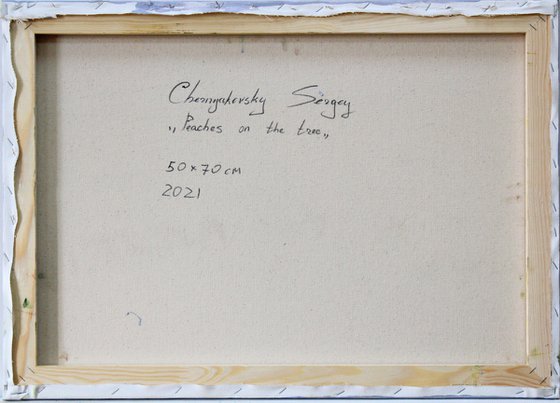 Chernyakovsky Sergey
„Peaches on the tree„
50 x 70 cm
2021